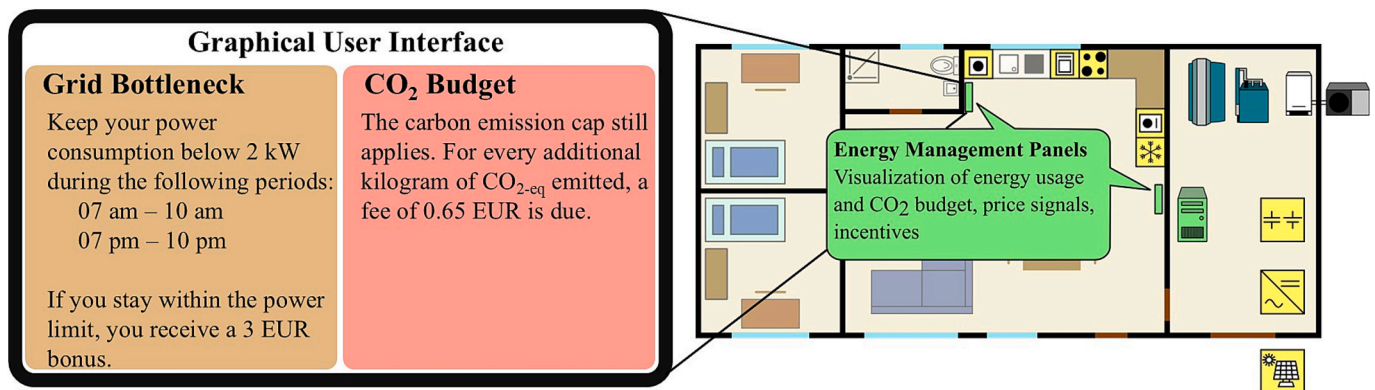 Graphical User Interface
Grid Bottleneck
Keep your power
consumption below 2 kW
during the following periods:
07 am – 10 am
07 pm – 10 pm
If you stay within the power
limit, you receive a 3 EUR
bonus.
CO₂ Budget
The carbon emission cap still
applies. For every additional
kilogram of CO₂₋eq emitted, a
fee of 0.65 EUR is due.
Energy Management Panels
Visualization of energy usage
and CO₂ budget, price signals,
incentives